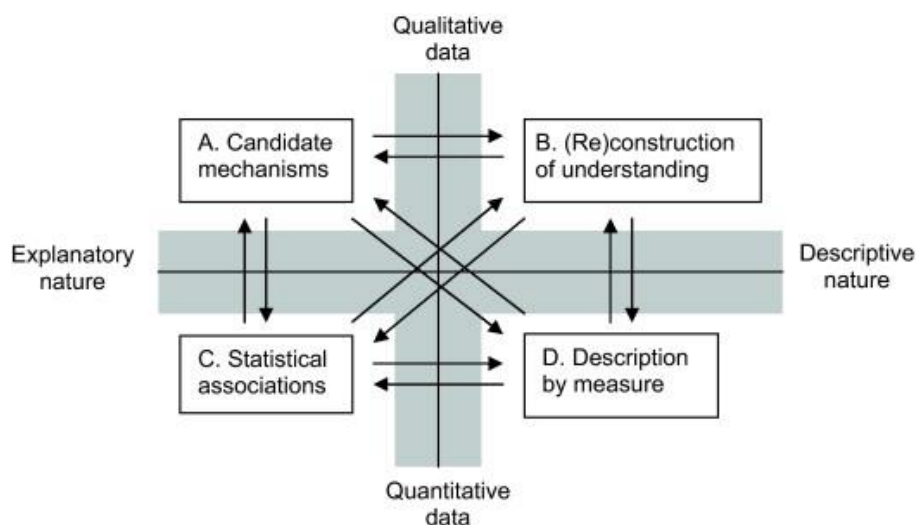 Qualitative
data
A. Candidate
mechanisms
B. (Re)construction
of understanding
Explanatory
nature
Descriptive
nature
C. Statistical
associations
D. Description
by measure
Quantitative
data